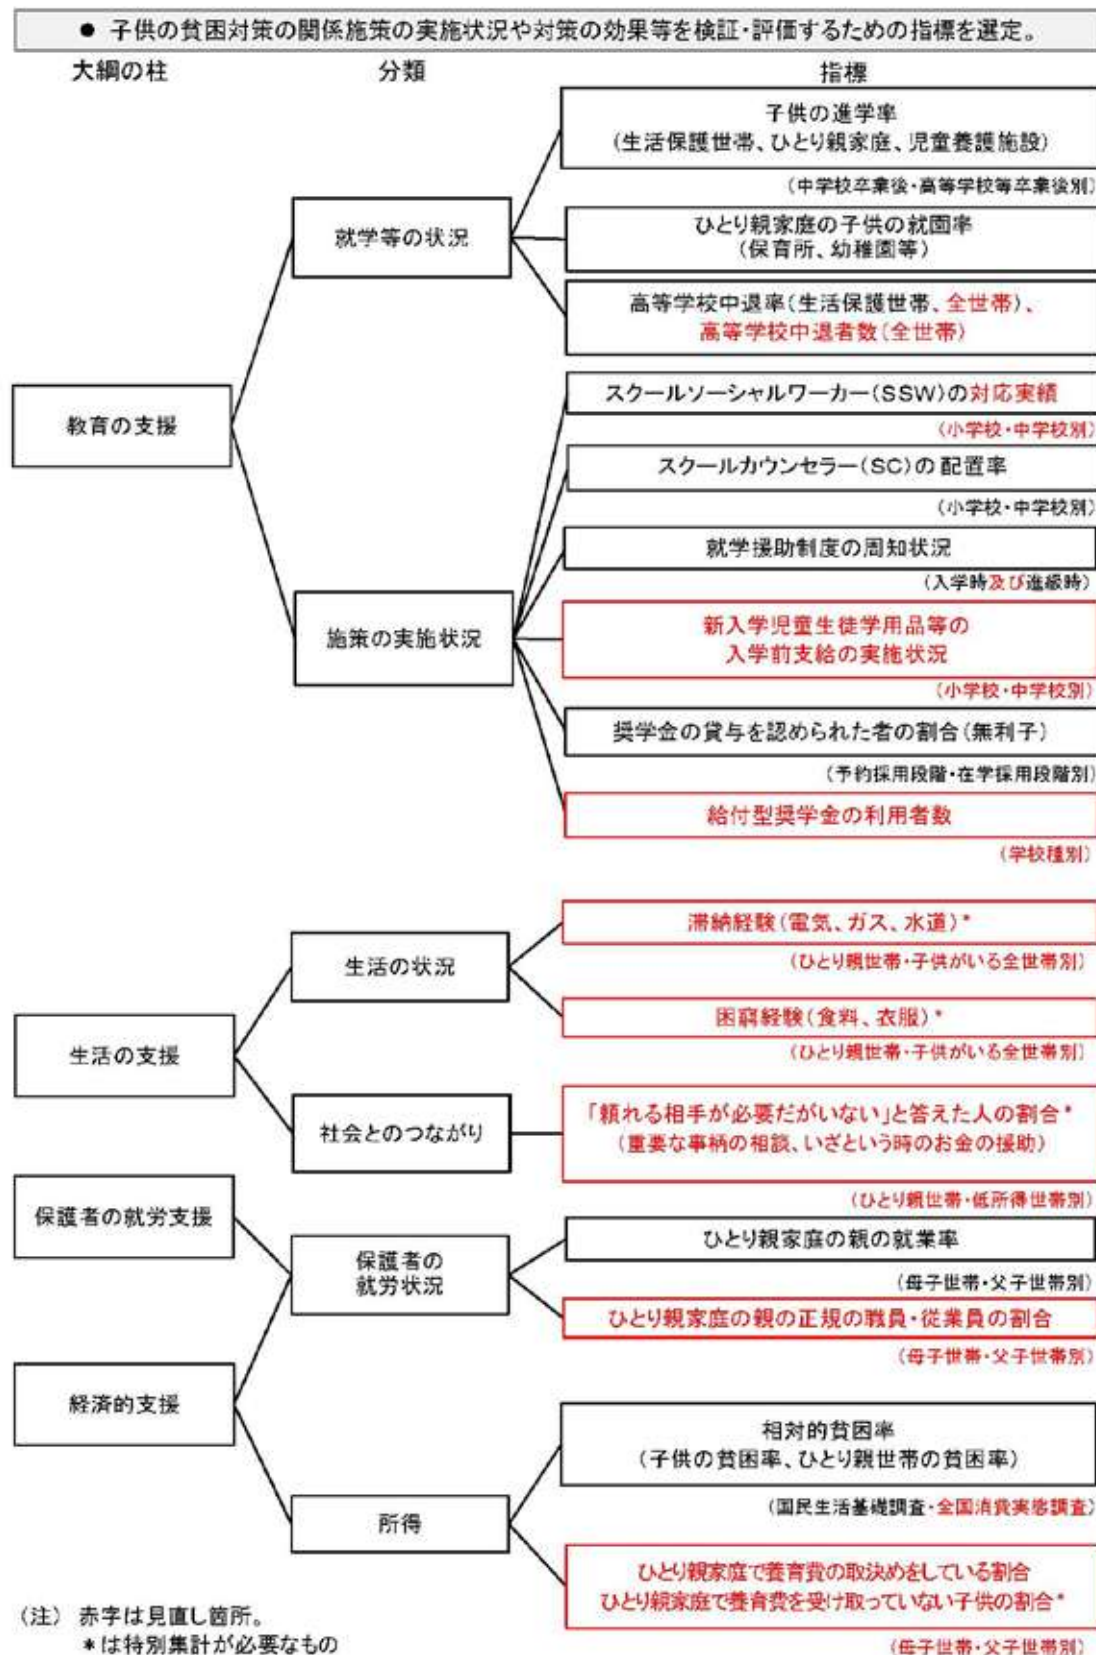 ● 子供の貧困対策の関係施策の実施状況や対策の効果等を検証・評価するための指標を選定。
大綱の柱
分類
指標
教育の支援
就学等の状況
子供の進学率
(生活保護世帯、ひとり親家庭、児童養護施設)
(中学校卒業後・高等学校等卒業後別)
ひとり親家庭の子供の就園率
(保育所、幼稚園等)
高等学校中退率(生活保護世帯、全世帯)、
高等学校中退者数(全世帯)
施策の実施状況
スクールソーシャルワーカー(SSW)の対応実績
(小学校・中学校別)
スクールカウンセラー(SC)の配置率
(小学校・中学校別)
就学援助制度の周知状況
(入学時及び進級時)
新入学児童生徒学用品等の
入学前支給の実施状況
(小学校・中学校別)
奨学金の貸与を認められた者の割合(無利子)
(予約採用段階・在学採用段階別)
給付型奨学金の利用者数
(学校種別)
生活の支援
生活の状況
滞納経験(電気、ガス、水道)*
(ひとり親世帯・子供がいる全世帯別)
困窮経験(食料、衣服)*
(ひとり親世帯・子供がいる全世帯別)
社会とのつながり
「頼れる相手が必要だがいない」と答えた人の割合*
(重要な事柄の相談、いざという時のお金の援助)
(ひとり親世帯・低所得世帯別)
保護者の就労支援
保護者の
就労状況
ひとり親家庭の親の就業率
(母子世帯・父子世帯別)
ひとり親家庭の親の正規の職員・従業員の割合
(母子世帯・父子世帯別)
経済的支援
所得
相対的貧困率
(子供の貧困率、ひとり親世帯の貧困率)
(国民生活基礎調査・全国消費実態調査)
ひとり親家庭で養育費の取決めをしている割合
ひとり親家庭で養育費を受け取っていない子供の割合*
(母子世帯・父子世帯別)
(注) 赤字は見直し箇所。
*は特別集計が必要なもの